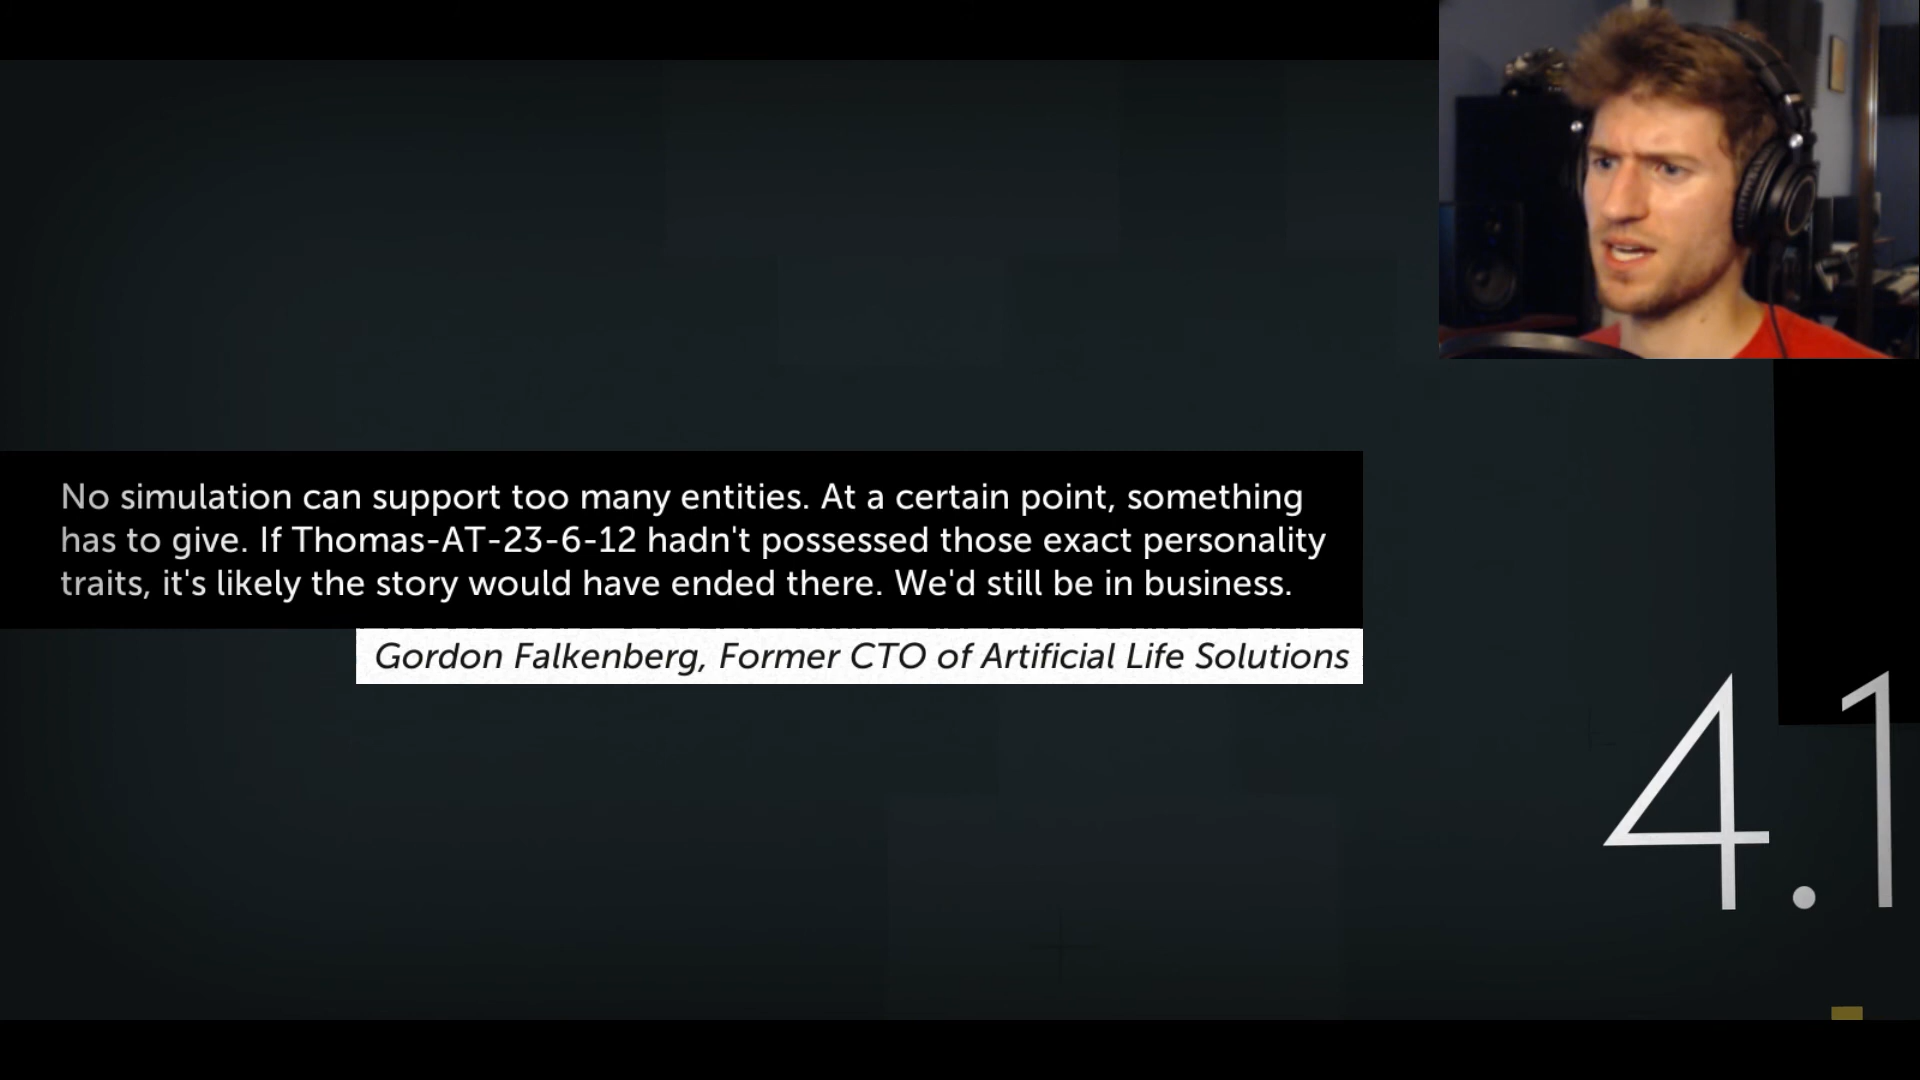 No simulation can support too many entities. At a certain point, something
has to give. If Thomas-AT-23-6-12 hadn't possessed those exact personality
traits, it's likely the story would have ended there. We'd still be in business.
Gordon Falkenberg, Former CTO of Artificial Life Solutions
4.1